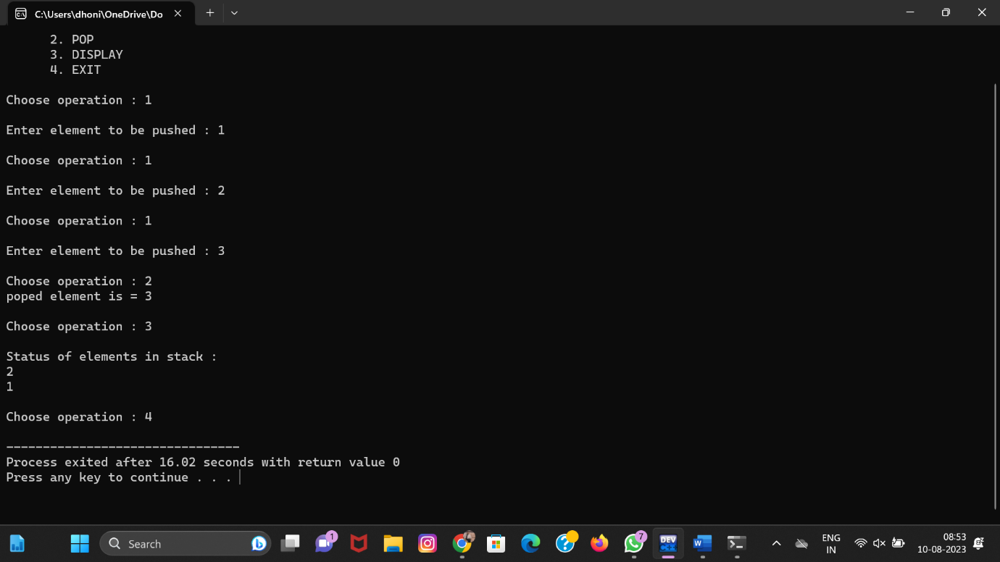 C:\Users\dhoni\OneDrive\Do
2. POP
3. DISPLAY
4. EXIT
Choose operation : 1
Enter element to be pushed : 1
Choose operation : 1
Enter element to be pushed : 2
Choose operation : 1
Enter element to be pushed : 3
Choose operation : 2
poped element is = 3
Choose operation : 3
Status of elements in stack :
2
1
Choose operation : 4
--------------------------------
Process exited after 16.02 seconds with return value 0
Press any key to continue . . .
Search
1
7
DEV
C++
W
ENG
IN
08:53
10-08-2023